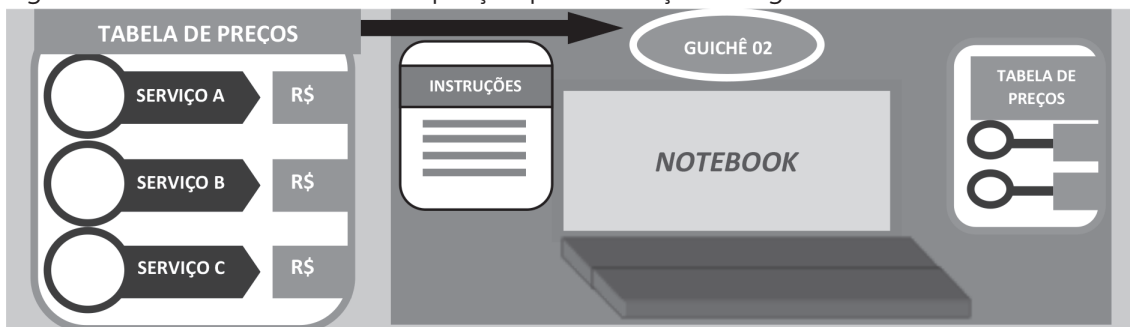 TABELA DE PREÇOS
SERVIÇO A
R$
SERVIÇO B
R$
SERVIÇO C
R$
INSTRUÇÕES
GUICHÊ 02
NOTEBOOK
TABELA DE
PREÇOS